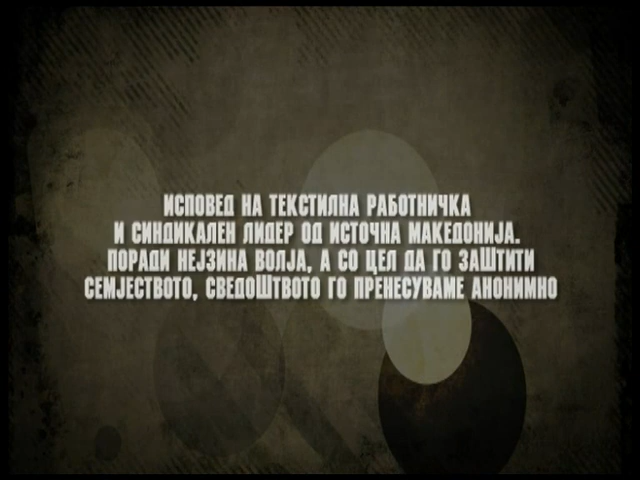 ИСПОВЕД НА ТЕКСТИЛНА РАБОТНИЧКА
И СИНДИКАЛЕН ЛИДЕР ОД ИСТОЧНА МАКЕДОНИЈА.
ПОРАДИ НЕЈЗИНА ВОЛЈА, А СО ЦЕЛ ДА ГО ЗАШТИТИ
СЕМЈЕСТВОТО, СВЕДОШТВОТО ГО ПРЕНЕСУВАМЕ АНОНИМНО